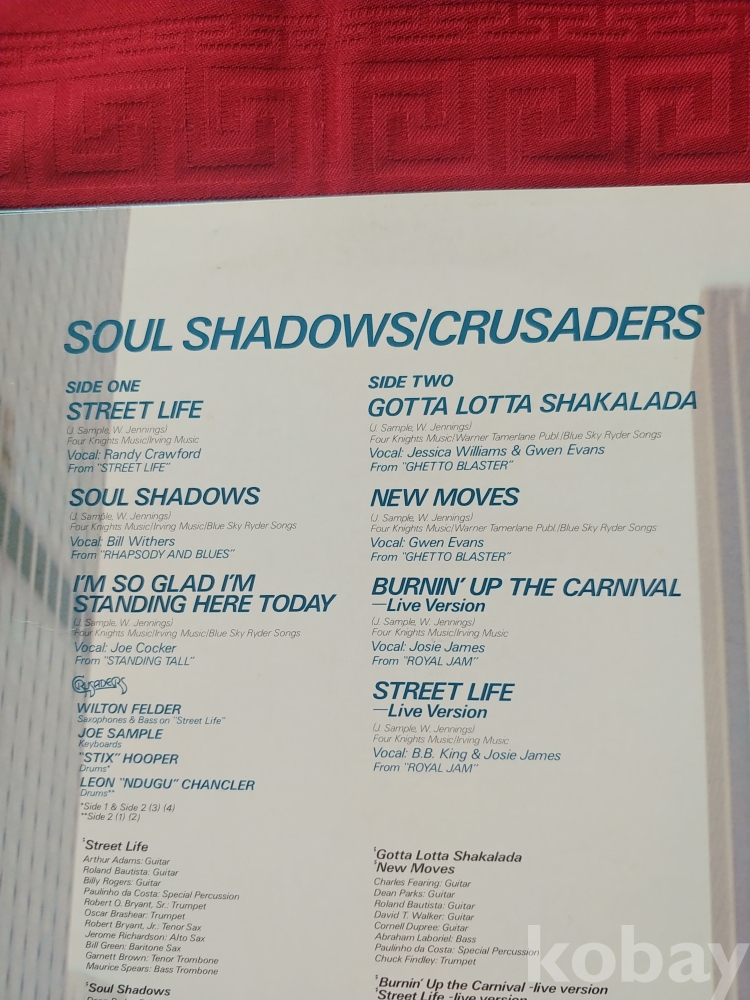 SOUL SHADOWS/CRUSADERS
SIDE ONE
STREET LIFE
(J. Sample, W. Jennings)
Four Knights Music/Irving Music
Vocal: Randy Crawford
From "STREET LIFE"
SOUL SHADOWS
(J. Sample, W. Jennings)
Four Knights Music/Irving Music/Blue Sky Ryder Songs
Vocal: Bill Withers
From "RHAPSODY AND BLUES"
I'M SO GLAD I'M
STANDING HERE TODAY
(J. Sample, W. Jennings)
Four Knights Music/Irving Music/Blue Sky Ryder Songs
Vocal: Joe Cocker
From "STANDING TALL"
CRUSADERS
WILTON FELDER
Saxophones & Bass on "Street Life"
JOE SAMPLE
Keyboards
"STIX" HOOPER
Drums*
LEON "NDUGU" CHANCLER
Drums**
*Side 1 & Side 2 (3) (4)
**Side 2 (1) (2)
Street Life
Arthur Adams: Guitar
Roland Bautista: Guitar
Billy Rogers: Guitar
Paulinho da Costa: Special Percussion
Robert O. Bryant, Sr.: Trumpet
Oscar Brashear: Trumpet
Robert Bryant, Jr.: Tenor Sax
Jerome Richardson: Alto Sax
Bill Green: Baritone Sax
Garnett Brown: Tenor Trombone
Maurice Spears: Bass Trombone
Soul Shadows
SIDE TWO
GOTTA LOTTA SHAKALADA
(J. Sample, W. Jennings)
Four Knights Music/Warner Tamerlane Publ./Blue Sky Ryder Songs
Vocal: Jessica Williams & Gwen Evans
From "GHETTO BLASTER"
NEW MOVES
(J. Sample, W. Jennings)
Four Knights Music/Warner Tamerlane Publ./Blue Sky Ryder Songs
Vocal: Gwen Evans
From "GHETTO BLASTER"
BURNIN' UP THE CARNIVAL
—Live Version
(J. Sample, W. Jennings)
Four Knights Music/Irving Music
Vocal: Josie James
From "ROYAL JAM"
STREET LIFE
—Live Version
(J. Sample, W. Jennings)
Four Knights Music/Irving Music
Vocal: B.B. King & Josie James
From "ROYAL JAM"
Gotta Lotta Shakalada
New Moves
Charles Fearing: Guitar
Dean Parks: Guitar
Roland Bautista: Guitar
David T. Walker: Guitar
Cornell Dupree: Guitar
Abraham Laboriel: Bass
Paulinho da Costa: Special Percussion
Chuck Findley: Trumpet
Burnin' Up the Carnival -live version
Street Life -live version
kobay